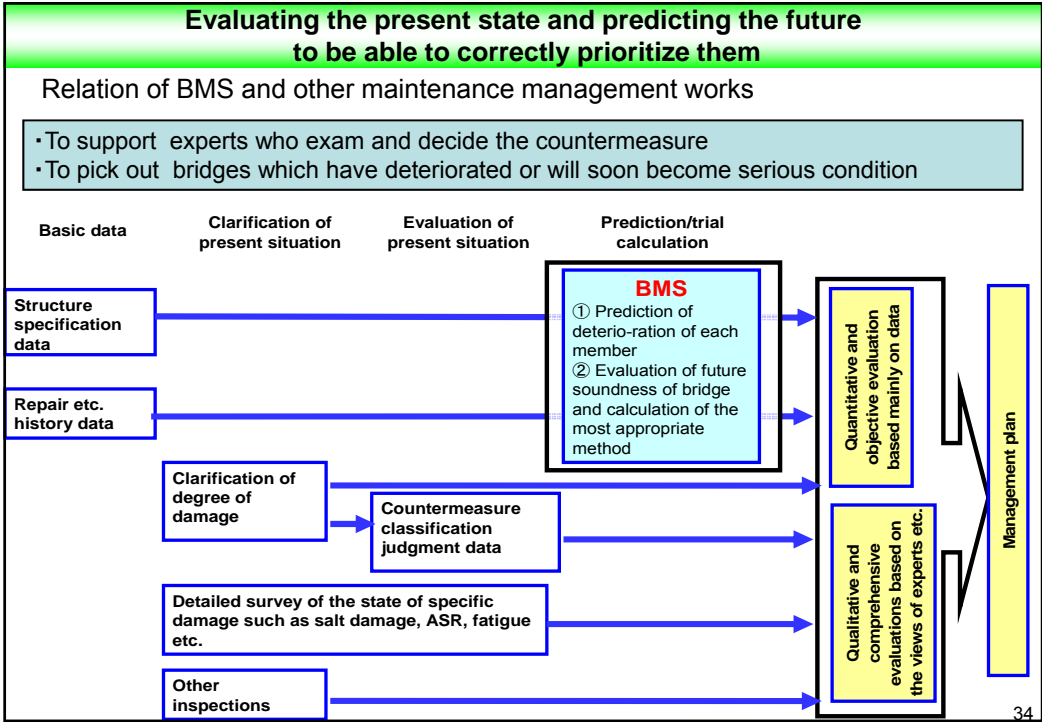 Evaluating the present state and predicting the future
to be able to correctly prioritize them
Relation of BMS and other maintenance management works
・To support  experts who exam and decide the countermeasure
・To pick out  bridges which have deteriorated or will soon become serious condition
Basic data
Clarification of
present situation
Evaluation of
present situation
Prediction/trial
calculation
Structure
specification
data
Repair etc.
history data
BMS
① Prediction of
deterio-ration of each
member
② Evaluation of future
soundness of bridge
and calculation of the
most appropriate
method
Clarification of
degree of
damage
Countermeasure
classification
judgment data
Detailed survey of the state of specific
damage such as salt damage, ASR, fatigue
etc.
Other
inspections
Quantitative and
objective evaluation
based mainly on data
Qualitative and
comprehensive
evaluations based on
the views of experts etc.
Management plan
34